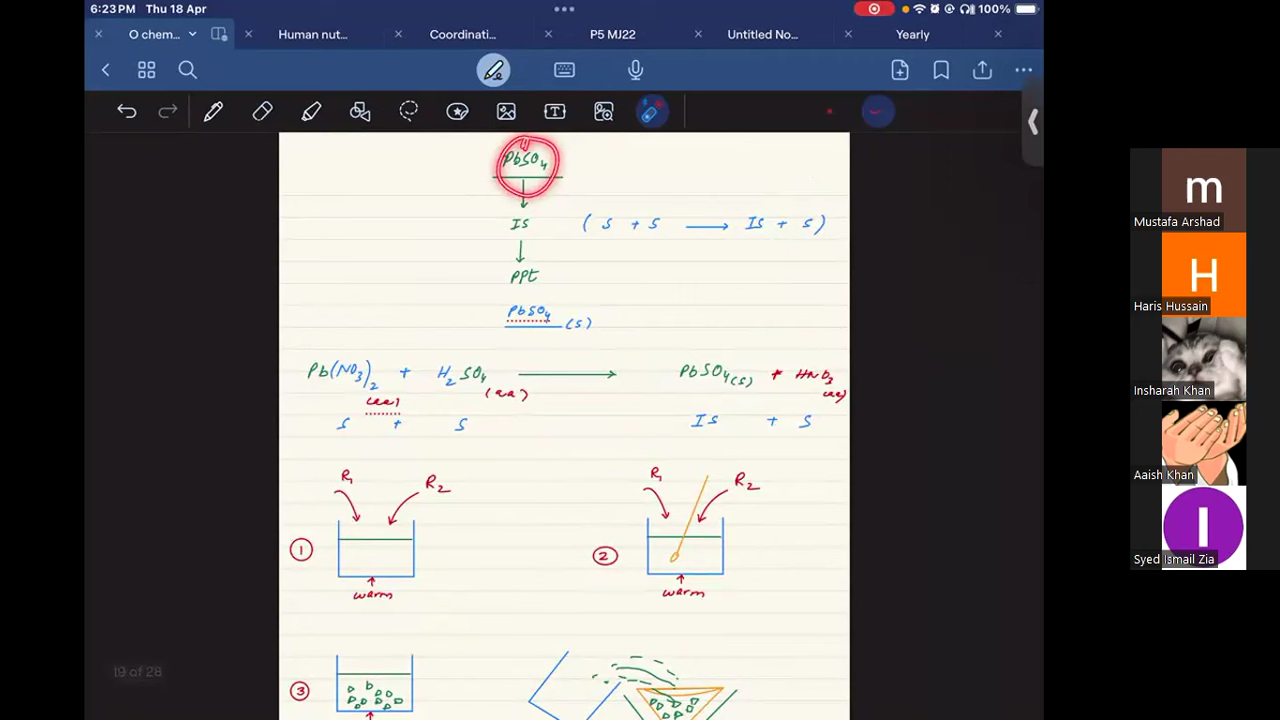 6:23PM Thu 18 Apr
100%
O chem...
Human nut...
Coordinati...
P5 MJ22
Untitled No...
Yearly
PbSO4
IS (S + S → IS + S)
PPT
PbSO4 (s)
Pb(NO3)2 + H2SO4 → PbSO4(s) + HNO3
(aq) (aq) (aq)
S + S IS + S
R1 R2 R1 R2
1 2
warm warm
19 of 28
3
m
Mustafa Arshad
H
Haris Hussain
Insharah Khan
Aaish Khan
I
Syed Ismail Zia